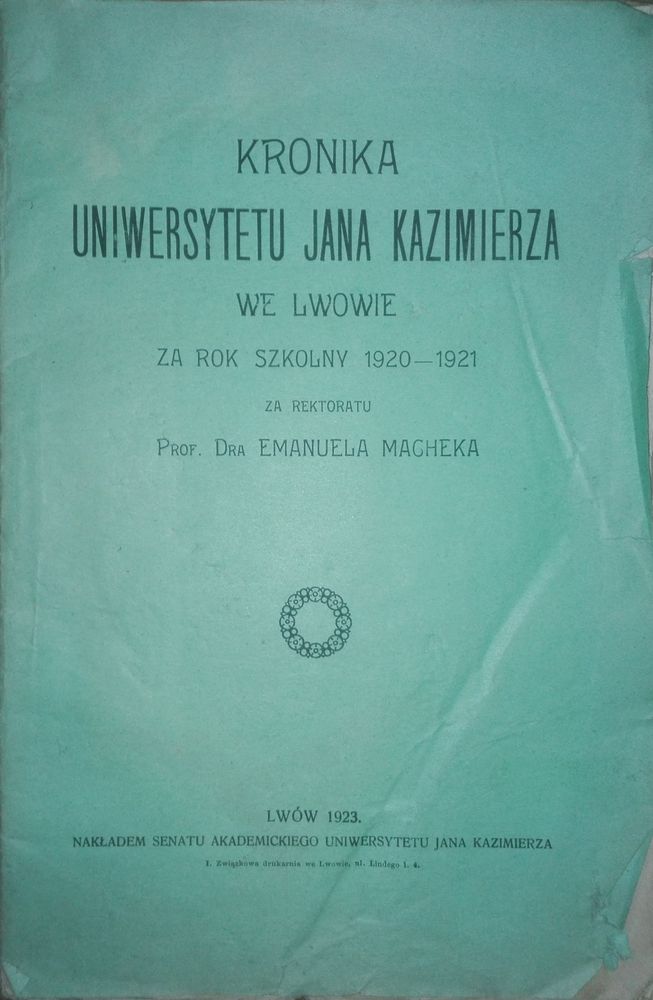 KRONIKA
UNIWERSYTETU JANA KAZIMIERZA
WE LWOWIE
ZA ROK SZKOLNY 1920—1921
ZA REKTORATU
PROF. DRA EMANUELA MACHEKA
LWÓW 1923.
NAKŁADEM SENATU AKADEMICKIEGO UNIWERSYTETU JANA KAZIMIERZA
I. Związkowa drukarnia we Lwowie, ul. Lindego l. 4.